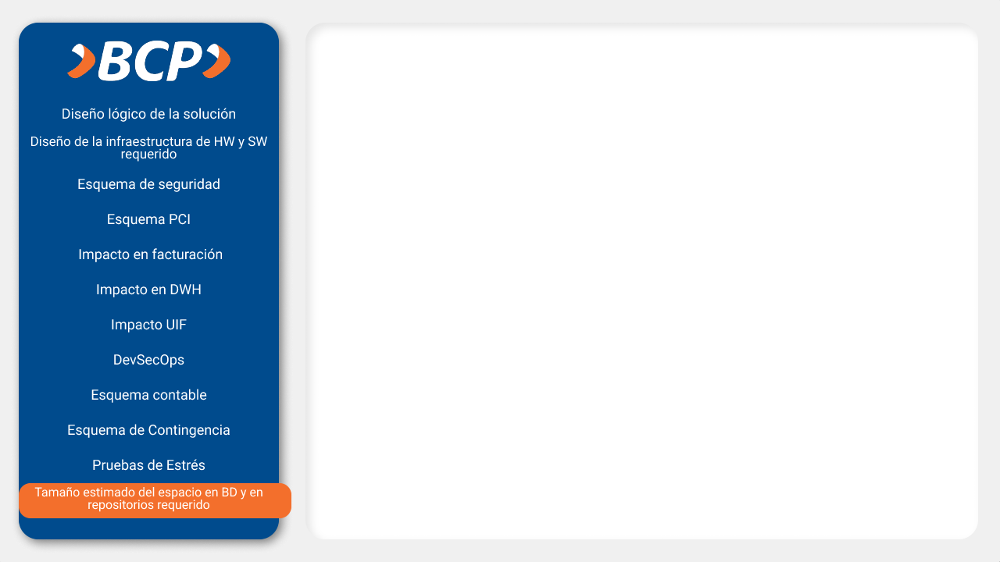 BCP
Diseño lógico de la solución
Diseño de la infraestructura de HW y SW
requerido
Esquema de seguridad
Esquema PCI
Impacto en facturación
Impacto en DWH
Impacto UIF
DevSecOps
Esquema contable
Esquema de Contingencia
Pruebas de Estrés
Tamaño estimado del espacio en BD y en
repositorios requerido